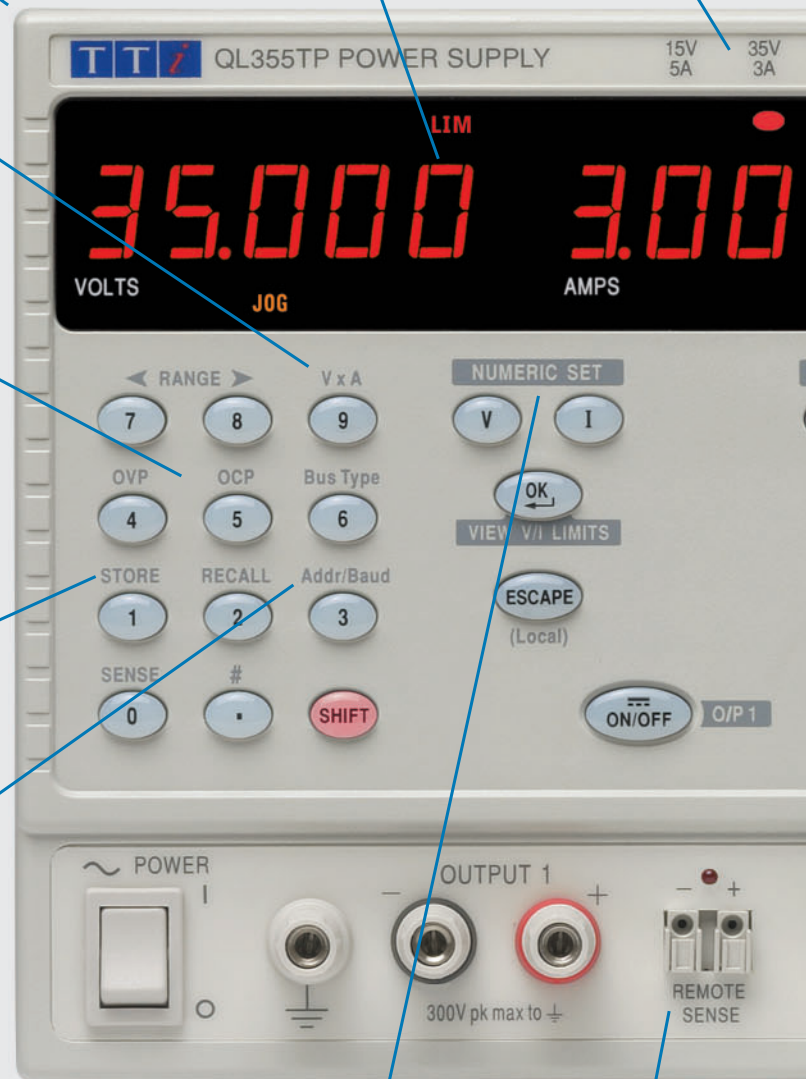 TTi QL355TP POWER SUPPLY
15V 35V
5A 3A
LIM
35.000 3.00
VOLTS AMPS
JOG
RANGE V x A NUMERIC SET
7 8 9 V I
OVP OCP Bus Type OK
4 5 6 VIEW V/I LIMITS
STORE RECALL Addr/Baud ESCAPE
1 2 3 (Local)
SENSE #
0 . SHIFT ON/OFF O/P 1
POWER OUTPUT 1
I − + − +
O 300V pk max to REMOTE
SENSE